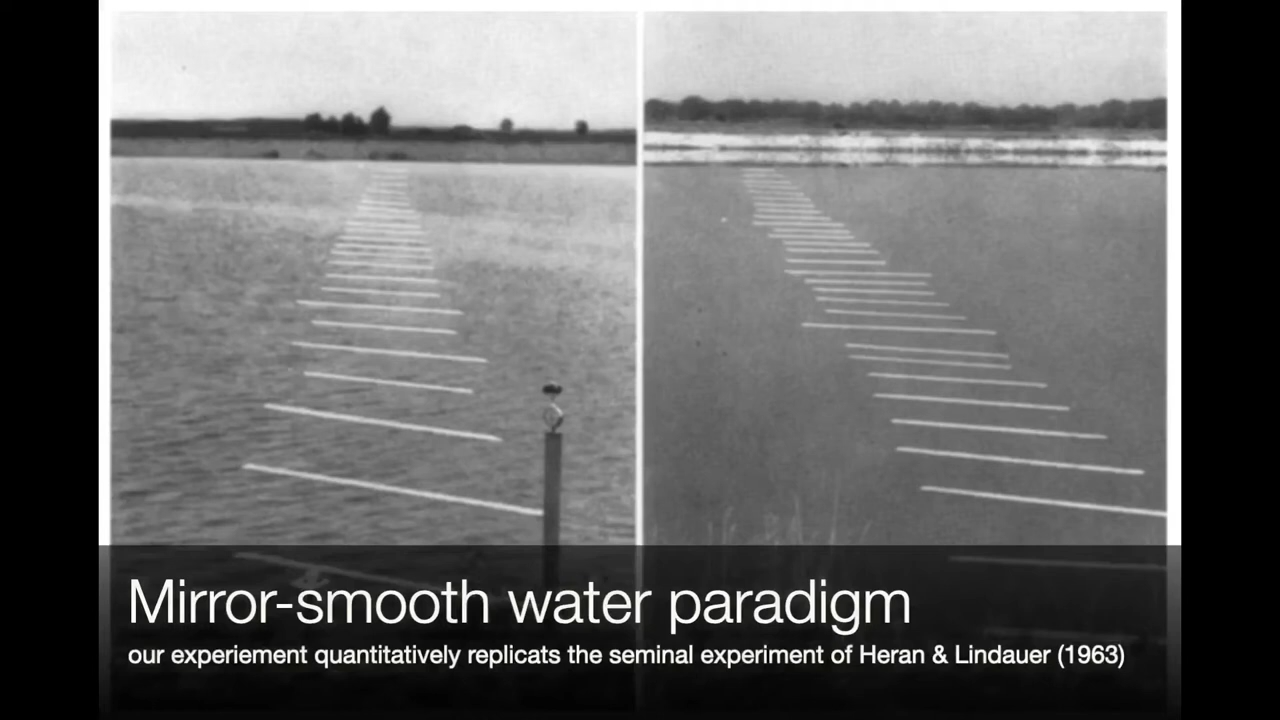 Mirror-smooth water paradigm
our experiement quantitatively replicats the seminal experiment of Heran & Lindauer (1963)